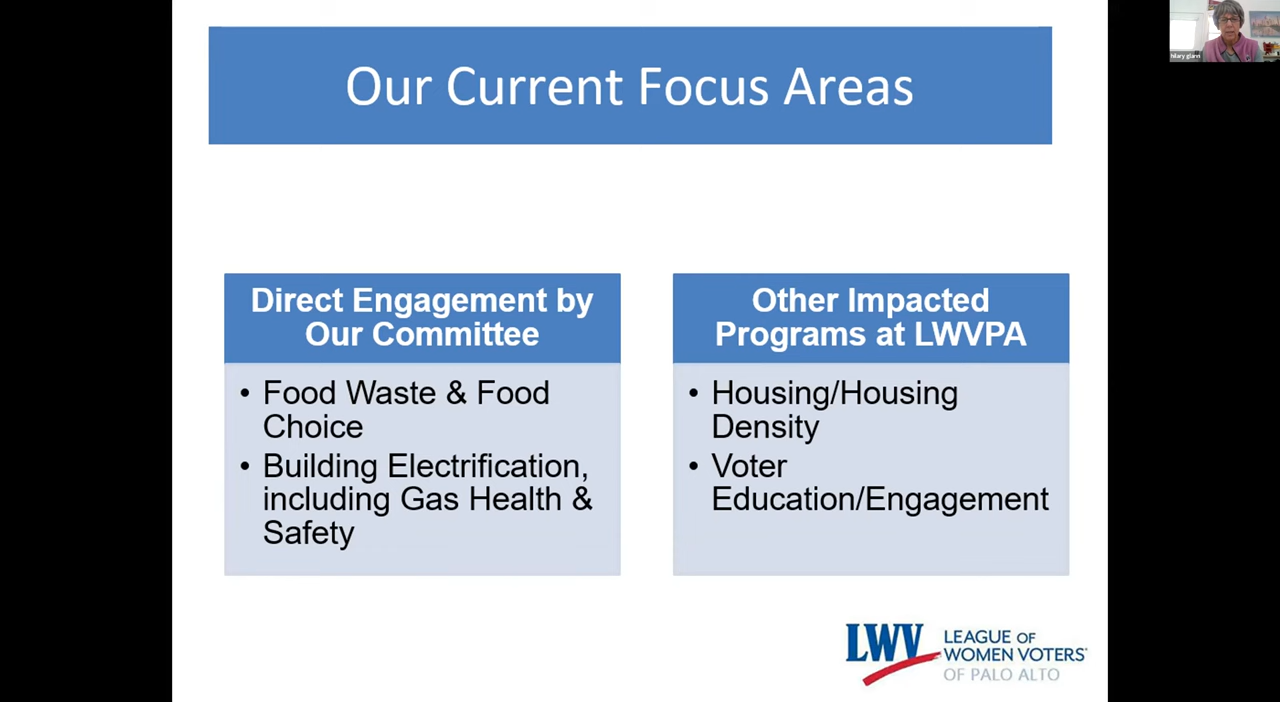 Our Current Focus Areas
hilary glann
Direct Engagement by
Our Committee
• Food Waste & Food
Choice
• Building Electrification,
including Gas Health &
Safety
Other Impacted
Programs at LWVPA
• Housing/Housing
Density
• Voter
Education/Engagement
LWV
LEAGUE OF
WOMEN VOTERS®
OF PALO ALTO